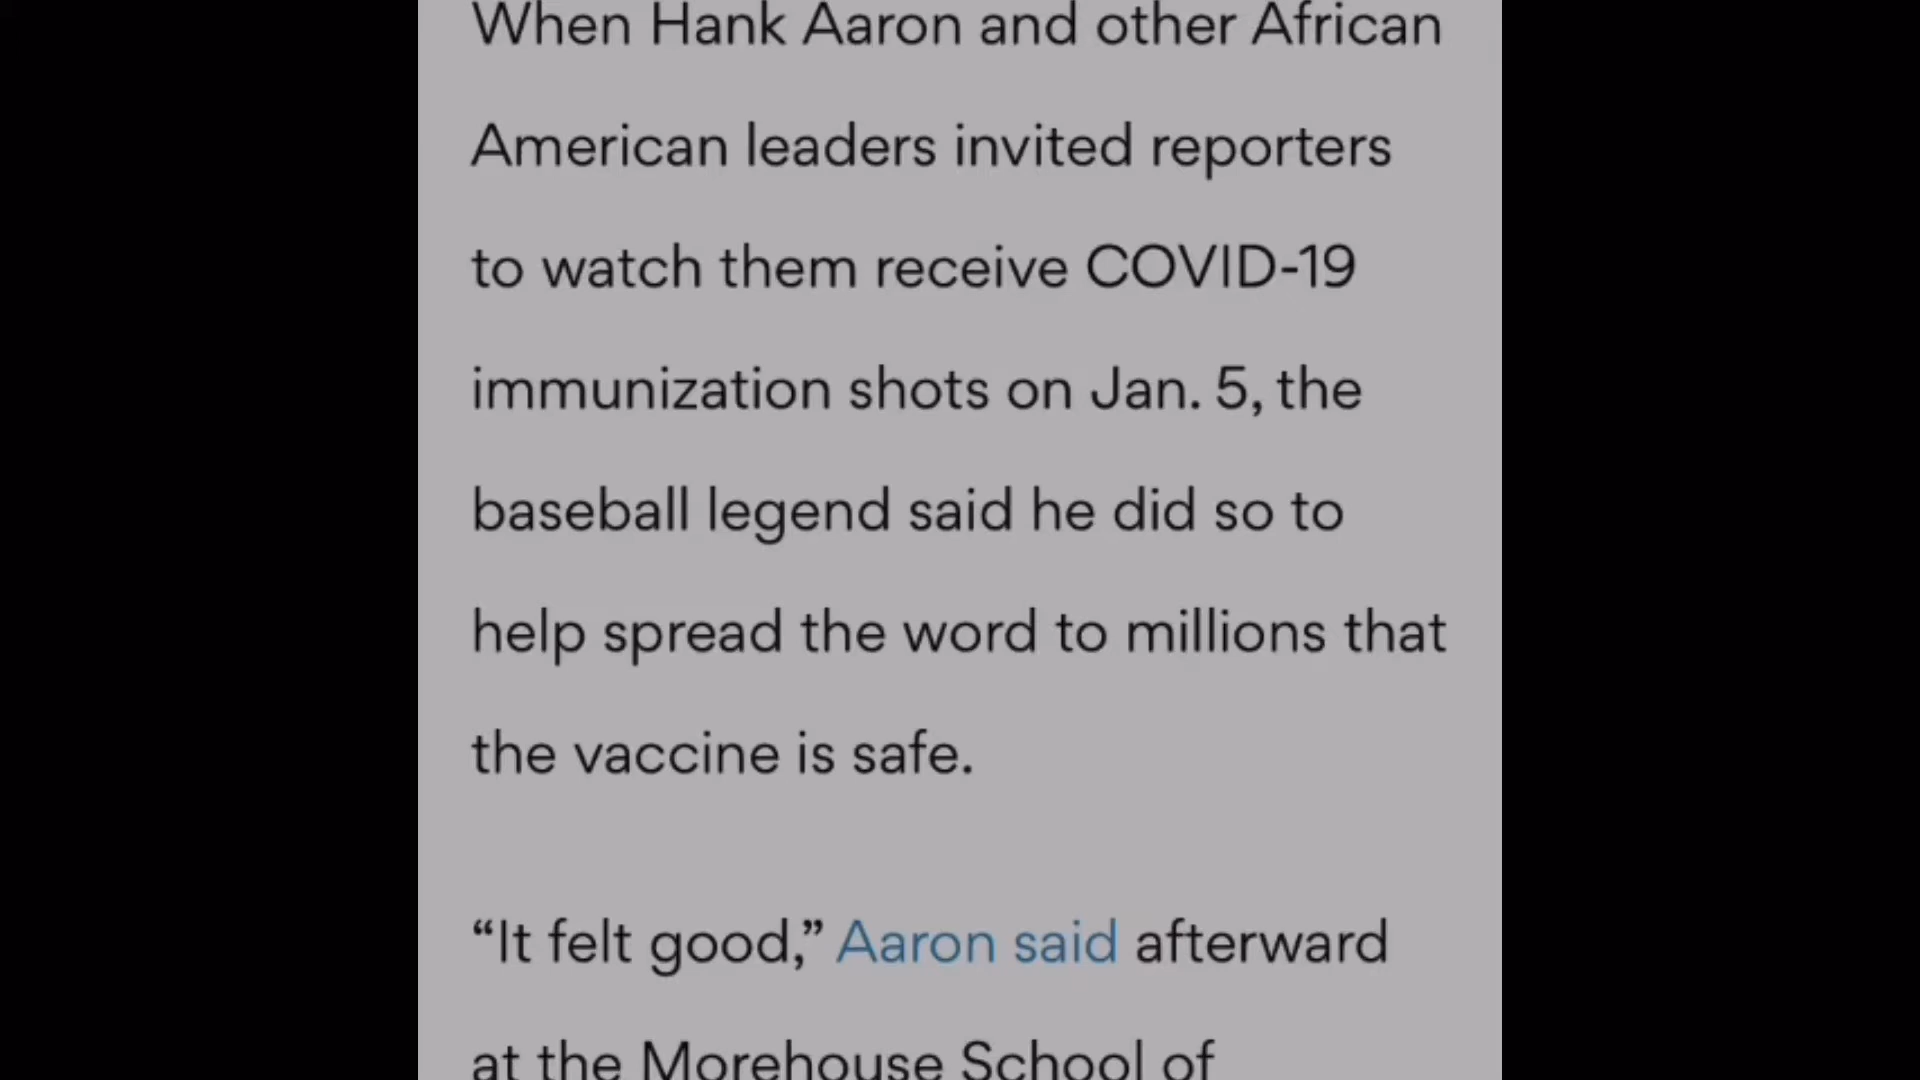 When Hank Aaron and other African
American leaders invited reporters
to watch them receive COVID-19
immunization shots on Jan. 5, the
baseball legend said he did so to
help spread the word to millions that
the vaccine is safe.
“It felt good,” Aaron said afterward
at the Morehouse School of